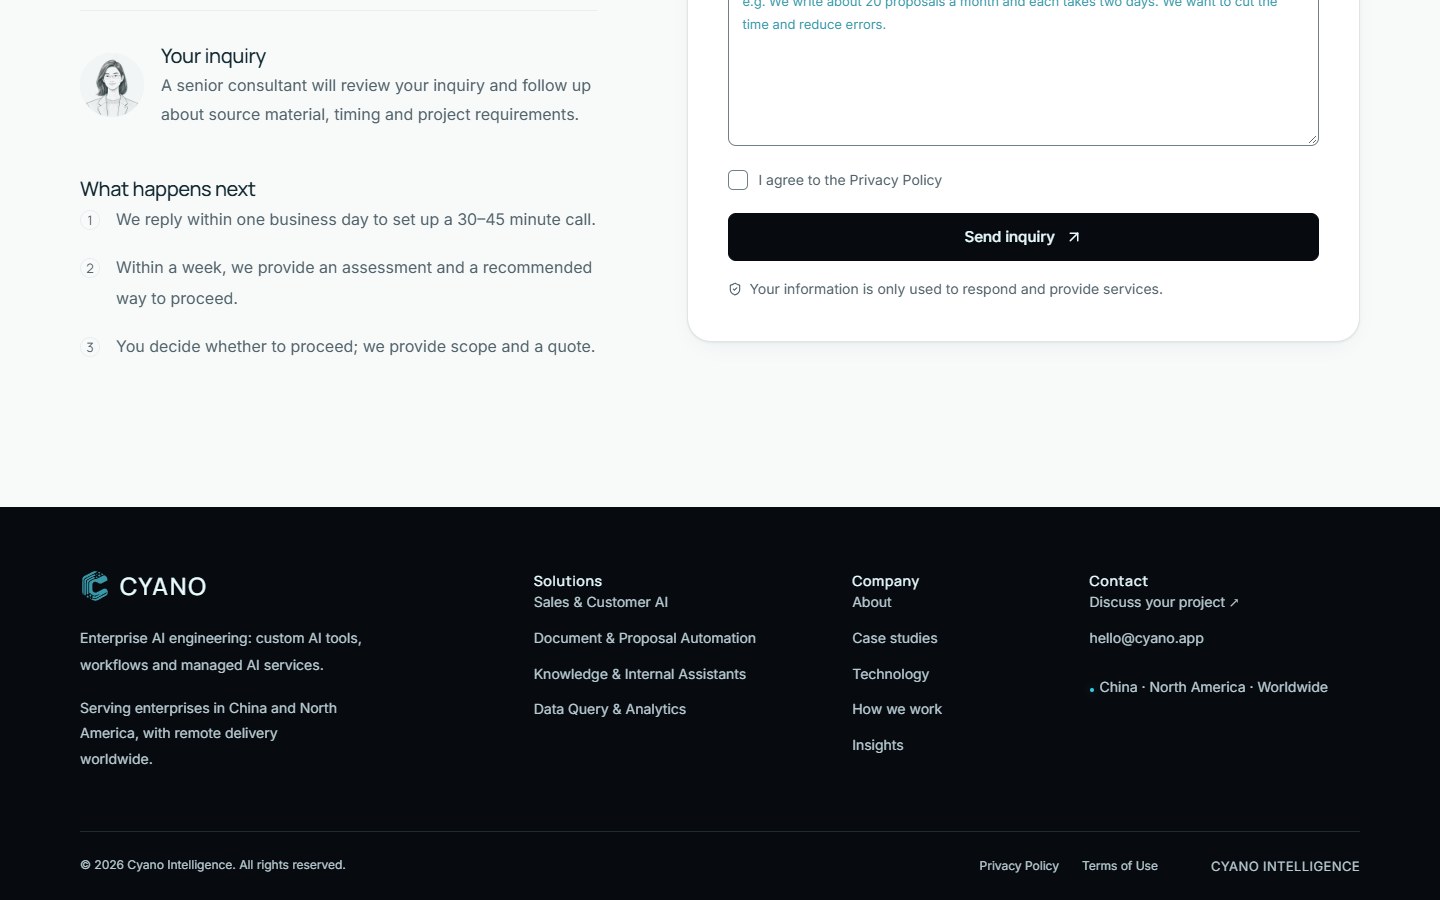 Your inquiry
A senior consultant will review your inquiry and follow up
about source material, timing and project requirements.
What happens next
1 We reply within one business day to set up a 30–45 minute call.
2 Within a week, we provide an assessment and a recommended
way to proceed.
3 You decide whether to proceed; we provide scope and a quote.
e.g. We write about 20 proposals a month and each takes two days. We want to cut the
time and reduce errors.
I agree to the Privacy Policy
Send inquiry
Your information is only used to respond and provide services.
CYANO
Enterprise AI engineering: custom AI tools,
workflows and managed AI services.
Serving enterprises in China and North
America, with remote delivery
worldwide.
Solutions
Sales & Customer AI
Document & Proposal Automation
Knowledge & Internal Assistants
Data Query & Analytics
Company
About
Case studies
Technology
How we work
Insights
Contact
Discuss your project ↗
hello@cyano.app
China · North America · Worldwide
© 2026 Cyano Intelligence. All rights reserved.
Privacy Policy
Terms of Use
CYANO INTELLIGENCE